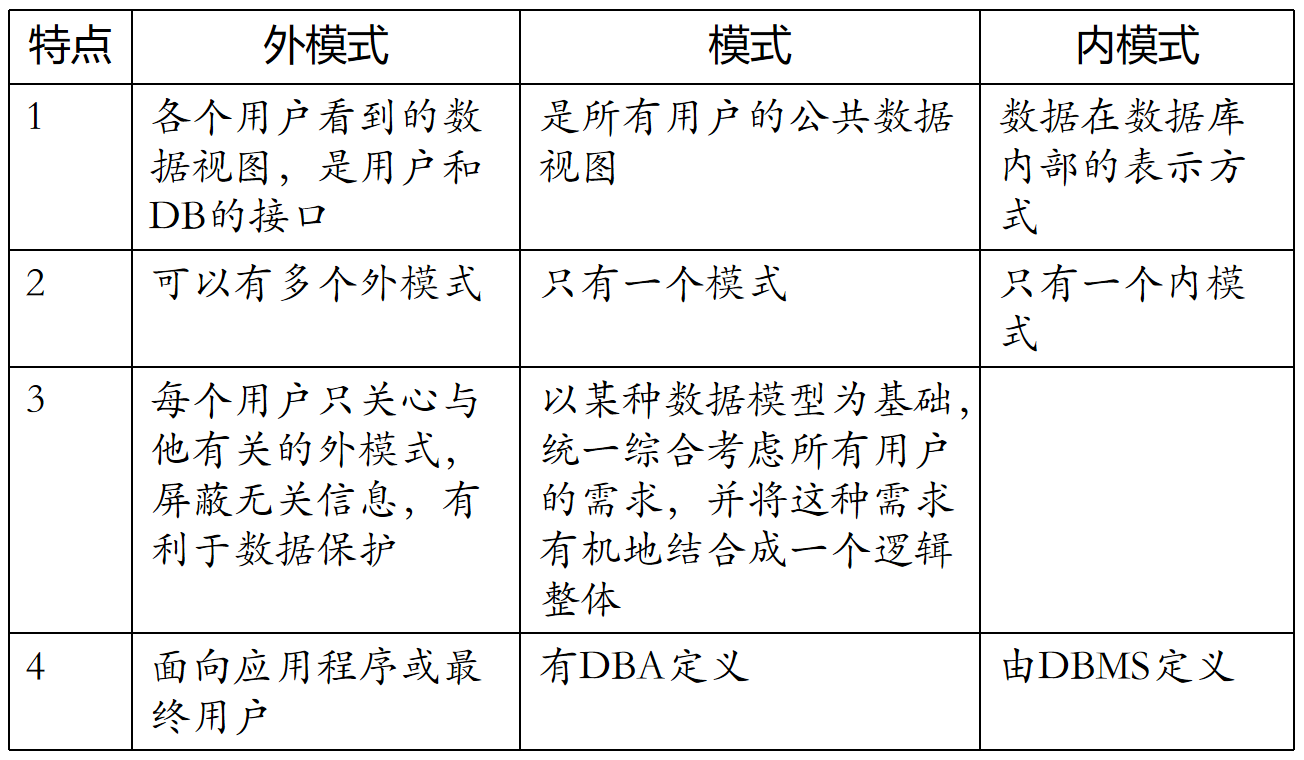 特点
外模式
模式
内模式
1
各个用户看到的数
据视图，是用户和
DB的接口
是所有用户的公共数据
视图
数据在数据库
内部的表示方
式
2
可以有多个外模式
只有一个模式
只有一个内模
式
3
每个用户只关心与
他有关的外模式，
屏蔽无关信息，有
利于数据保护
以某种数据模型为基础，
统一综合考虑所有用户
的需求，并将这种需求
有机地结合成一个逻辑
整体
4
面向应用程序或最
终用户
有DBA定义
由DBMS定义